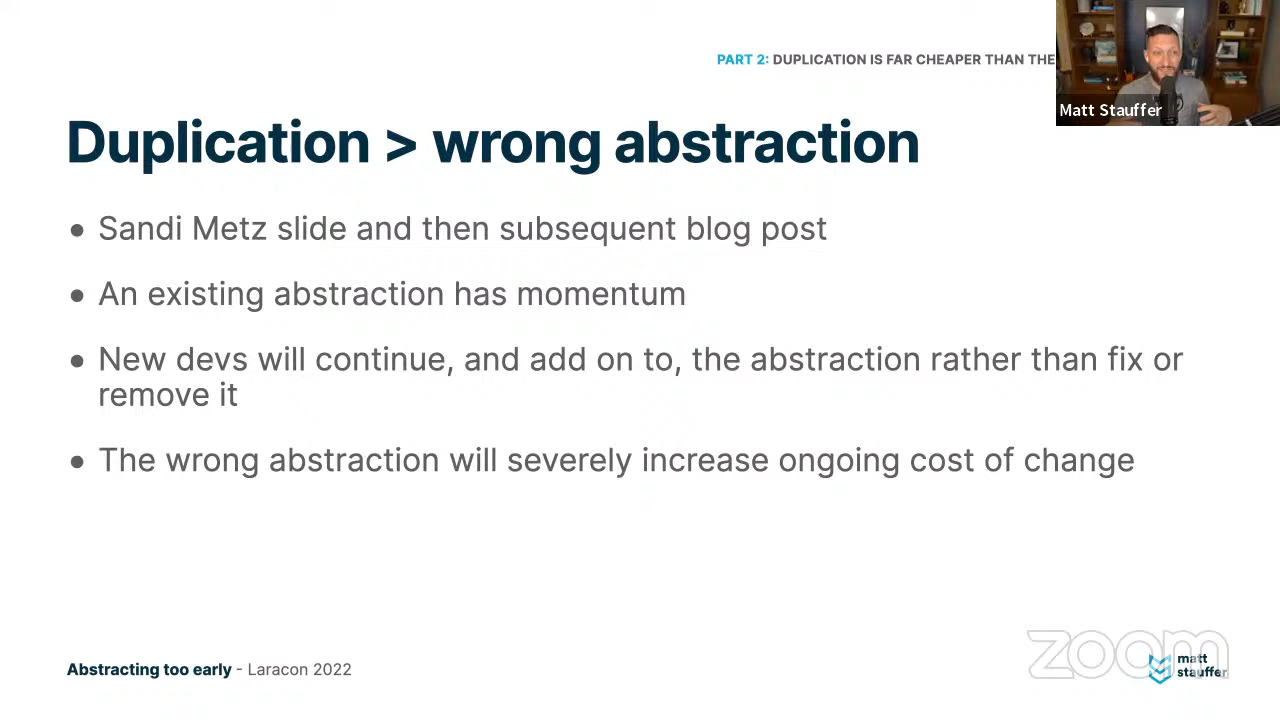 PART 2: DUPLICATION IS FAR CHEAPER THAN THE
Matt Stauffer
Duplication > wrong abstraction
• Sandi Metz slide and then subsequent blog post
• An existing abstraction has momentum
• New devs will continue, and add on to, the abstraction rather than fix or
remove it
• The wrong abstraction will severely increase ongoing cost of change
zoom
Abstracting too early - Laracon 2022
matt
stauffer